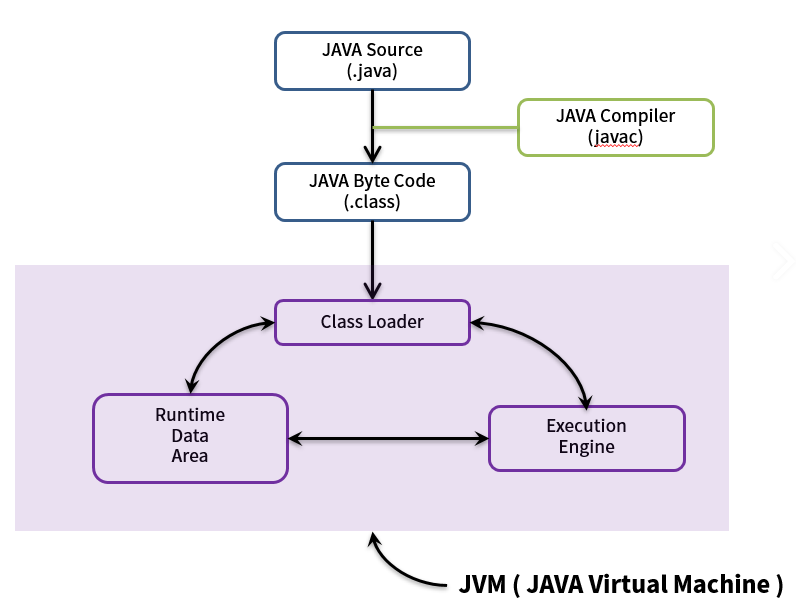 JAVA Source
(.java)
JAVA Compiler
(javac)
JAVA Byte Code
(.class)
Class Loader
Runtime
Data
Area
Execution
Engine
JVM ( JAVA Virtual Machine )